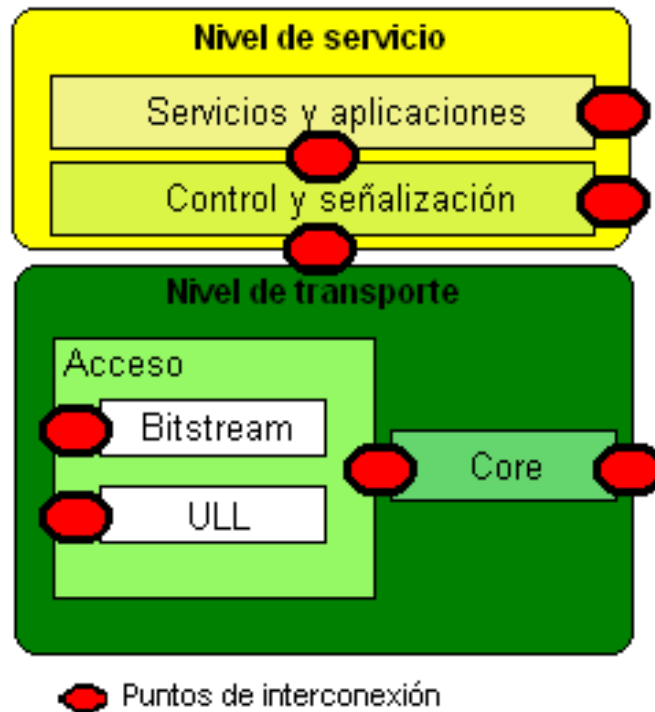 Nivel de servicio
Servicios y aplicaciones
Control y señalización
Nivel de transporte
Acceso
Bitstream
Core
ULL
Puntos de interconexión